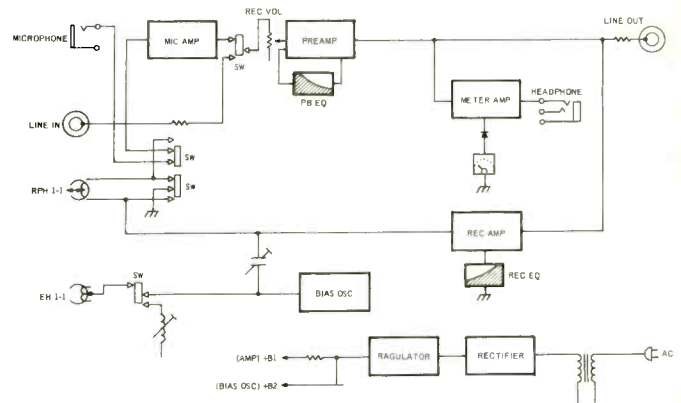 REC VOL
LINE OUT
MICROPHONE
MIC AMP
PREAMP
SW
PB EQ
METER AMP
HEADPHONE
LINE IN
SW
SW
RPH 1-1
REC AMP
REC EQ
SW
EH 1-1
BIAS OSC
(AMP) +B1
RAGULATOR
RECTIFIER
AC
(BIAS OSC) +B2